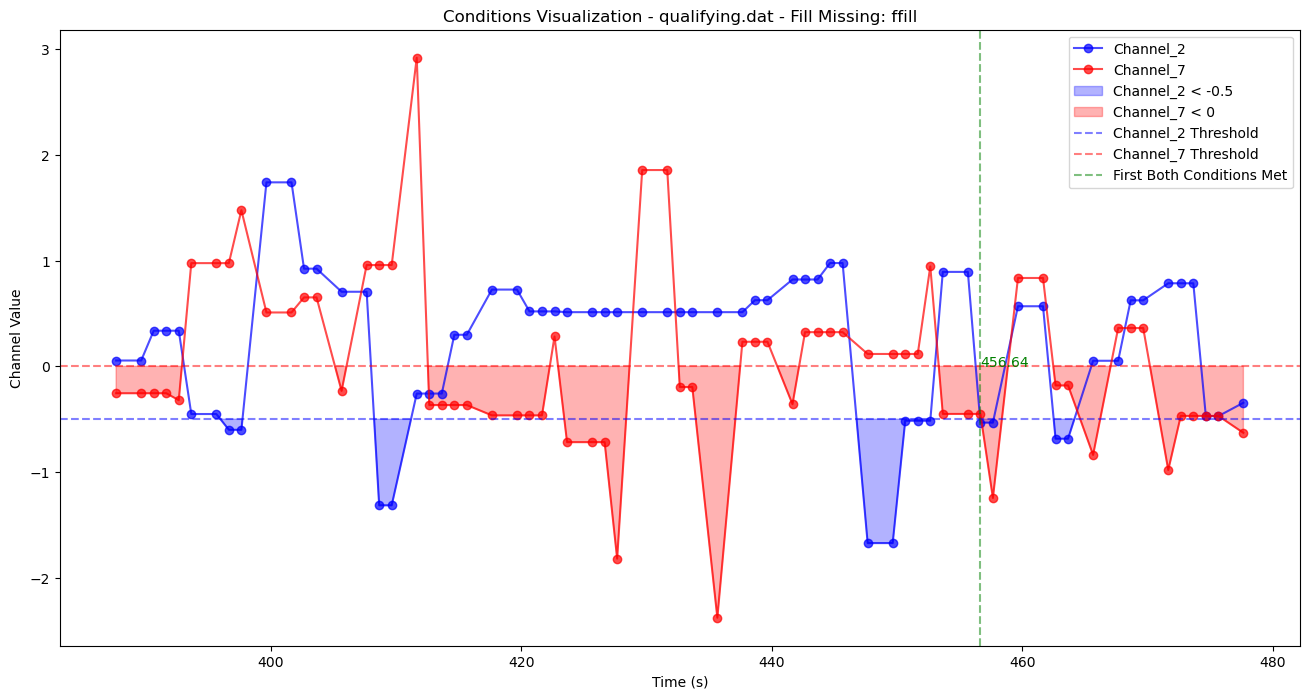 Conditions Visualization - qualifying.dat - Fill Missing: ffill
Channel_2
Channel_7
Channel_2 < -0.5
Channel_7 < 0
Channel_2 Threshold
Channel_7 Threshold
First Both Conditions Met
Channel Value
3
2
1
0
−1
−2
456.64
400
420
440
460
480
Time (s)